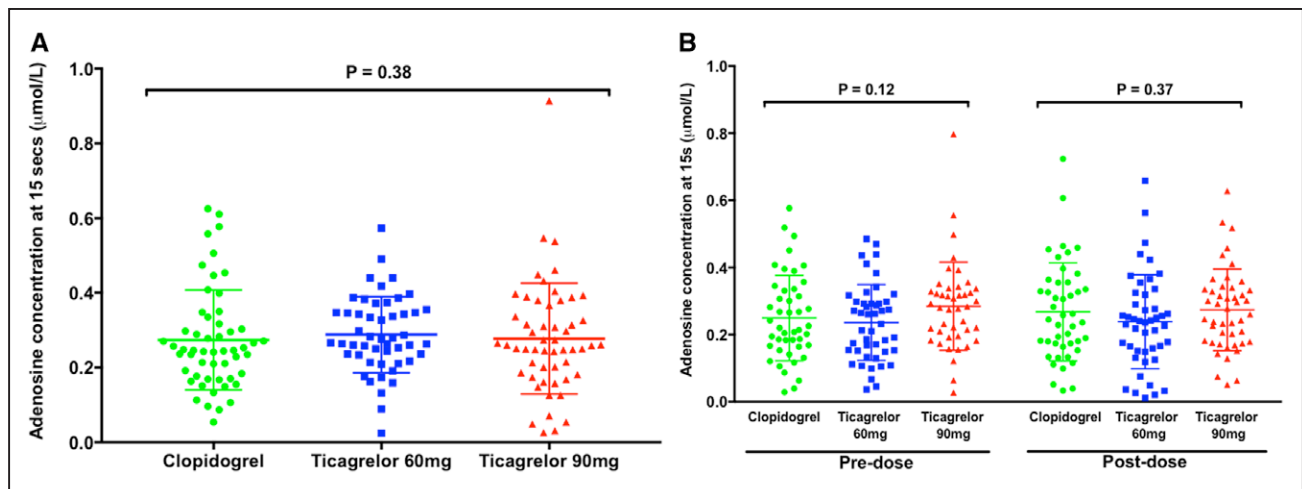 A
Adenosine concentration at 15 secs (μmol/L)
1.0
0.8
0.6
0.4
0.2
0.0
P = 0.38
Clopidogrel
Ticagrelor 60mg
Ticagrelor 90mg
B
Adenosine concentration at 15s (μmol/L)
1.0
0.8
0.6
0.4
0.2
0.0
P = 0.12
P = 0.37
Clopidogrel
Ticagrelor
60mg
Ticagrelor
90mg
Clopidogrel
Ticagrelor
60mg
Ticagrelor
90mg
Pre-dose
Post-dose